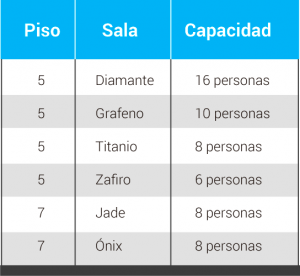 Piso Sala Capacidad
5 Diamante 16 personas
5 Grafeno 10 personas
5 Titanio 8 personas
5 Zafiro 6 personas
7 Jade 8 personas
7 Ónix 8 personas